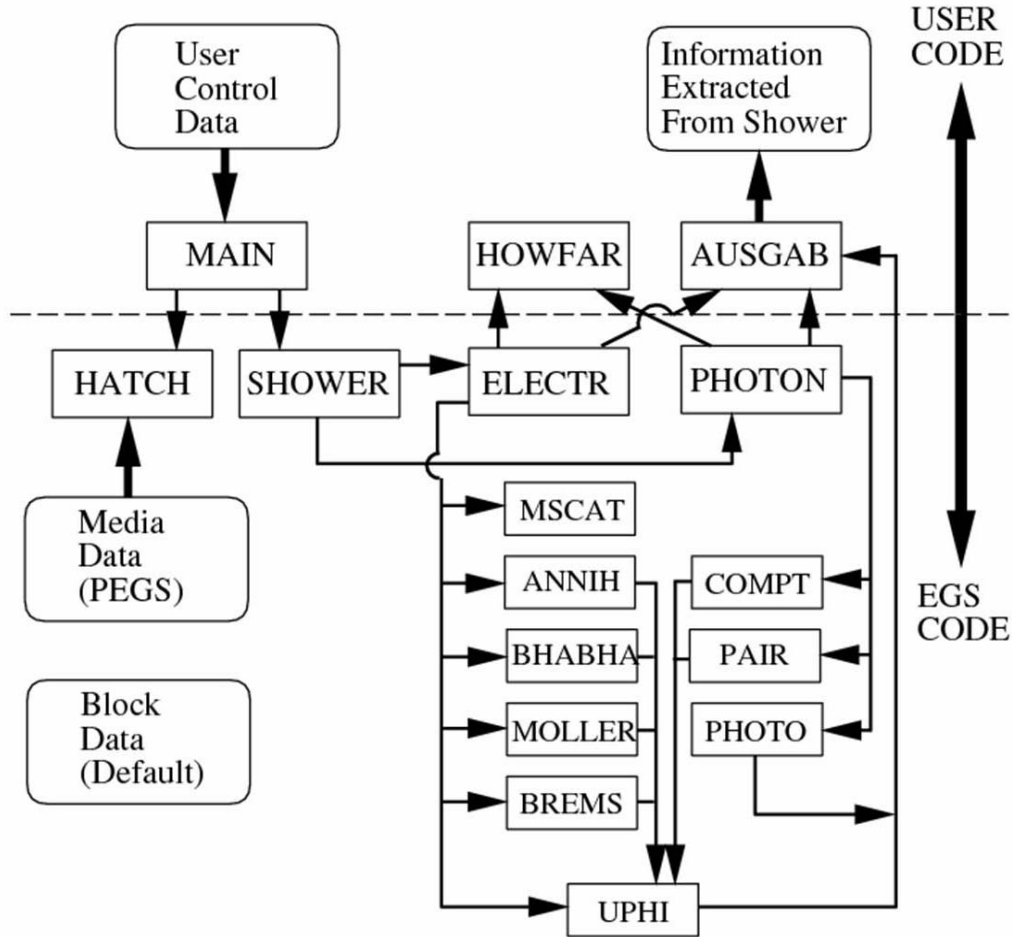 User
Control
Data
Information
Extracted
From Shower
USER
CODE
MAIN
HOWFAR
AUSGAB
HATCH
SHOWER
ELECTR
PHOTON
MSCAT
Media
Data
(PEGS)
ANNIH
COMPT
EGS
CODE
BHABHA
PAIR
Block
Data
(Default)
MOLLER
PHOTO
BREMS
UPHI